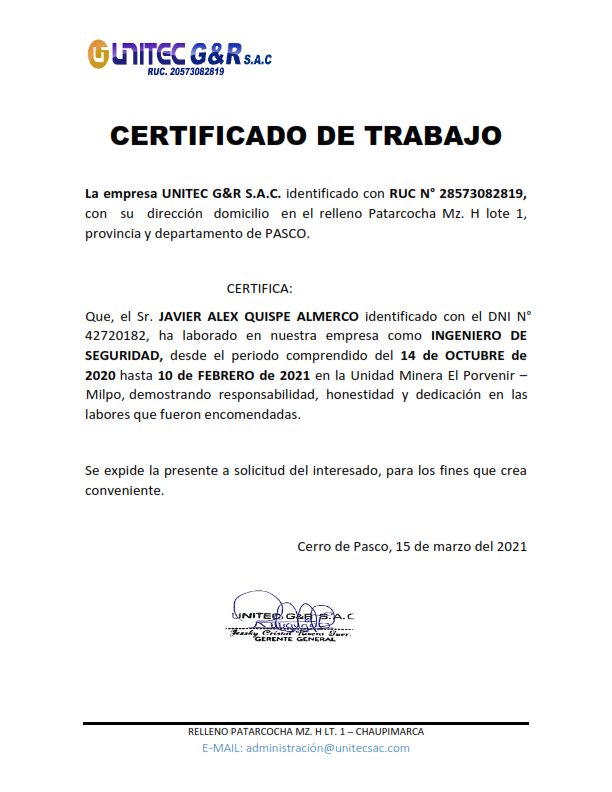 UNITEC G&R S.A.C
RUC. 20573082819
CERTIFICADO DE TRABAJO
La empresa UNITEC G&R S.A.C. identificado con RUC N° 28573082819,
con su dirección domicilio en el relleno Patarcocha Mz. H lote 1,
provincia y departamento de PASCO.
CERTIFICA:
Que, el Sr. JAVIER ALEX QUISPE ALMERCO identificado con el DNI N°
42720182, ha laborado en nuestra empresa como INGENIERO DE
SEGURIDAD, desde el periodo comprendido del 14 de OCTUBRE de
2020 hasta 10 de FEBRERO de 2021 en la Unidad Minera El Porvenir –
Milpo, demostrando responsabilidad, honestidad y dedicación en las
labores que fueron encomendadas.
Se expide la presente a solicitud del interesado, para los fines que crea
conveniente.
Cerro de Pasco, 15 de marzo del 2021
UNITEC G&R S.A.C
Cristal
GERENTE GENERAL
RELLENO PATARCOCHA MZ. H LT. 1 – CHAUPIMARCA
E-MAIL: administración@unitecsac.com